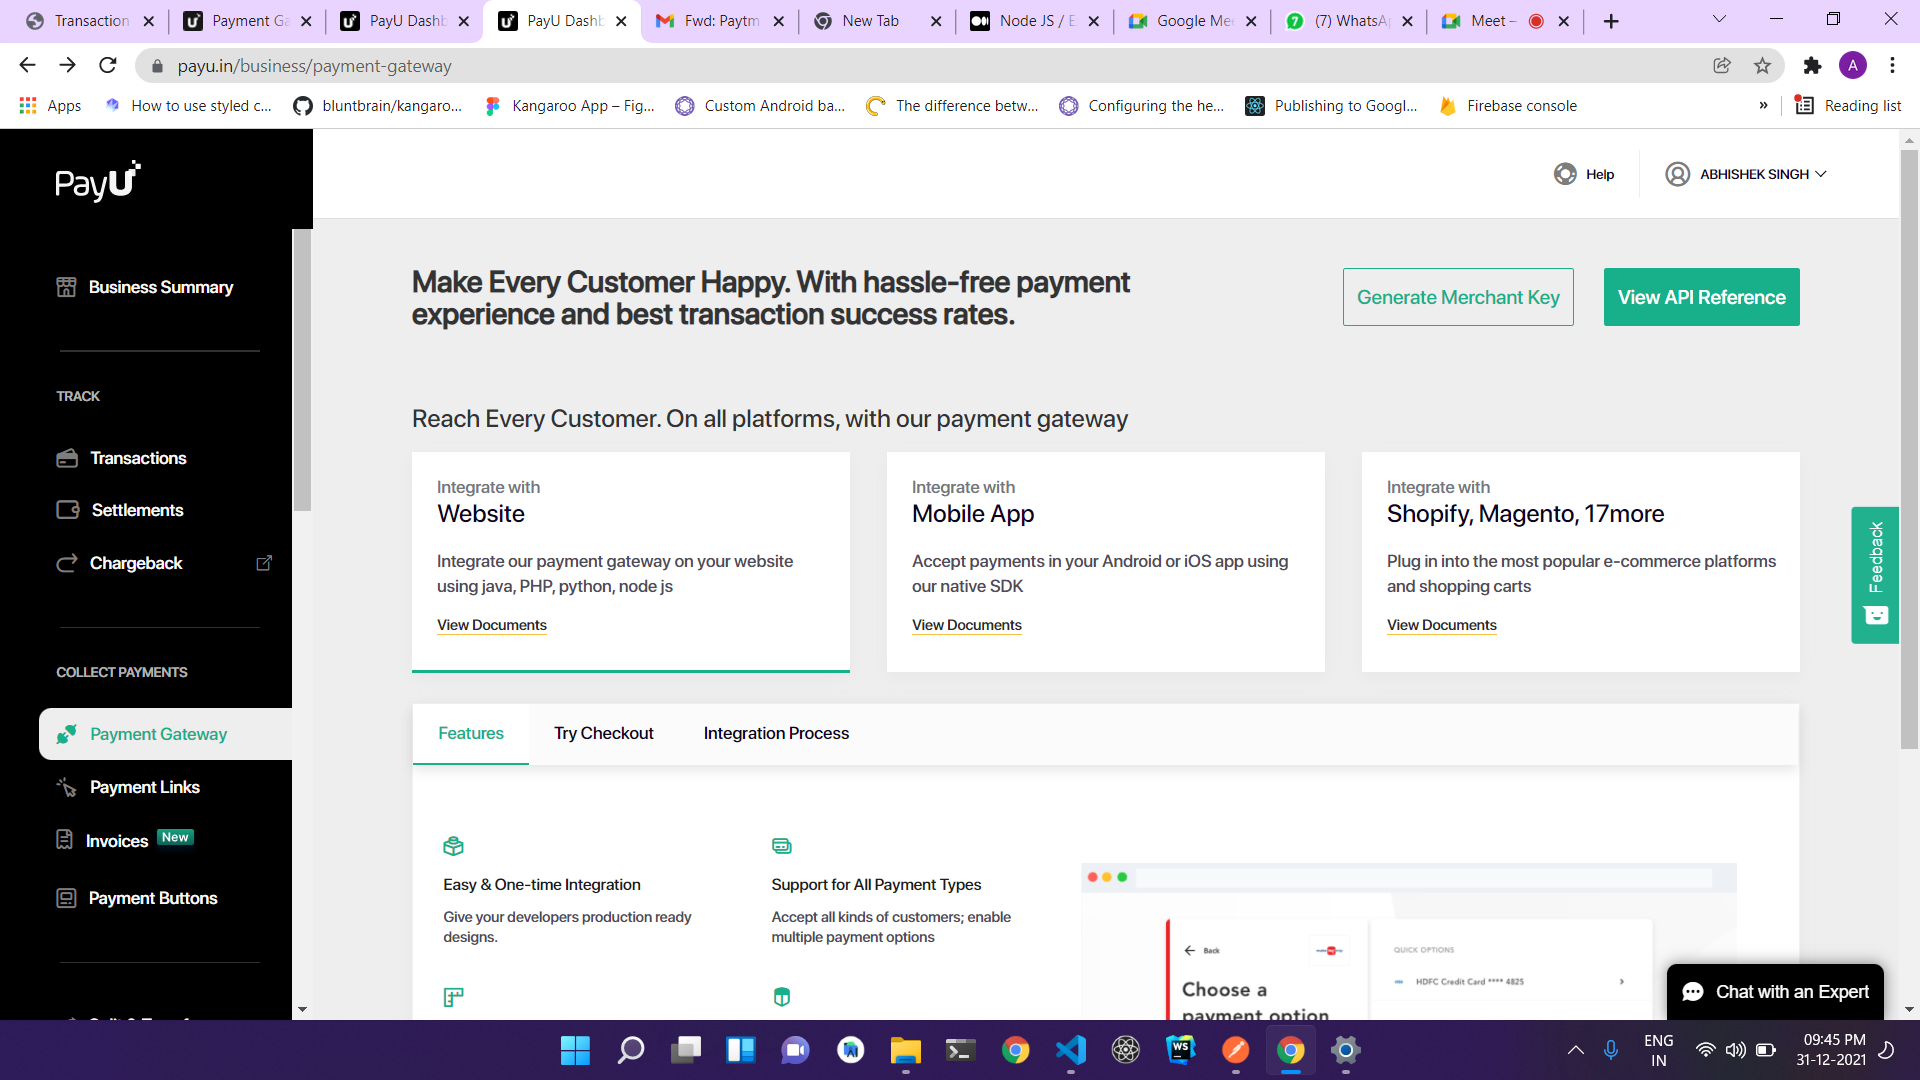 Transaction
Payment Ga
PayU Dashb
PayU Dashb
Fwd: Paytm
New Tab
Node JS / E
Google Mee
(7) WhatsAp
Meet –
payu.in/business/payment-gateway
A
Apps
How to use styled c...
bluntbrain/kangaro...
Kangaroo App – Fig...
Custom Android ba...
The difference betw...
Configuring the he...
Publishing to Googl...
Firebase console
»
Reading list
PayU
Help
ABHISHEK SINGH
Business Summary
TRACK
Transactions
Settlements
Chargeback
COLLECT PAYMENTS
Payment Gateway
Payment Links
Invoices New
Payment Buttons
Make Every Customer Happy. With hassle-free payment
experience and best transaction success rates.
Generate Merchant Key
View API Reference
Reach Every Customer. On all platforms, with our payment gateway
Integrate with
Website
Integrate our payment gateway on your website
using java, PHP, python, node js
View Documents
Integrate with
Mobile App
Accept payments in your Android or iOS app using
our native SDK
View Documents
Integrate with
Shopify, Magento, 17more
Plug in into the most popular e-commerce platforms
and shopping carts
View Documents
Feedback
Features
Try Checkout
Integration Process
Easy & One-time Integration
Give your developers production ready
designs.
Support for All Payment Types
Accept all kinds of customers; enable
multiple payment options
Back
Choose a
payment option
QUICK OPTIONS
HDFC Credit Card **** 4825
Chat with an Expert
ENG
IN
09:45 PM
31-12-2021